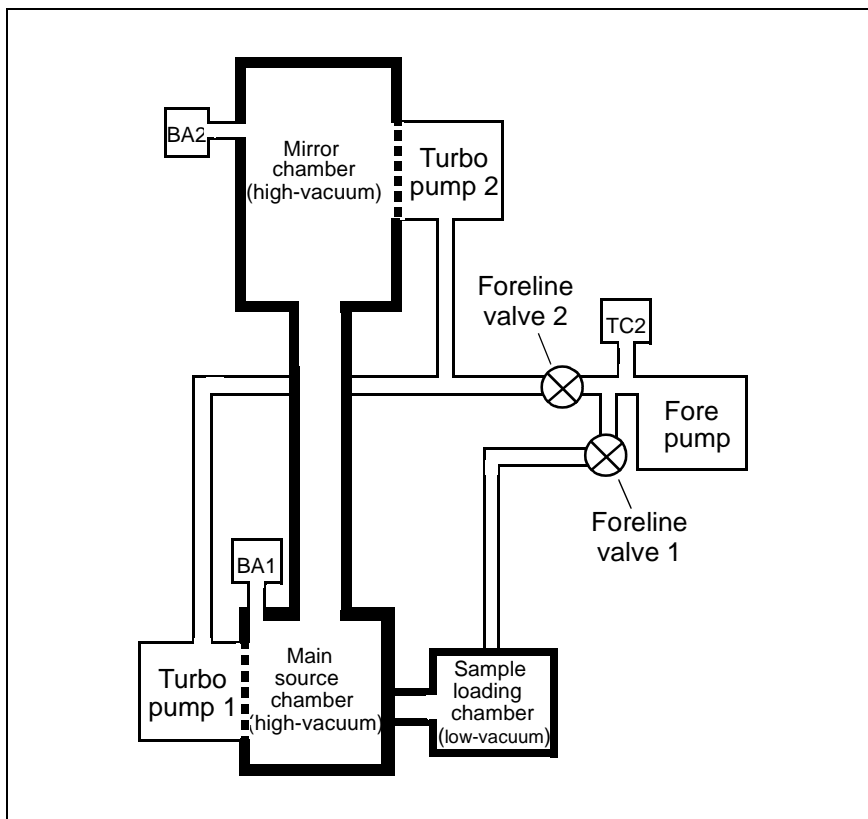 BA2
Mirror
chamber
(high-vacuum)
Turbo
pump 2
Foreline
valve 2
TC2
Fore
pump
Foreline
valve 1
BA1
Turbo
pump 1
Main
source
chamber
(high-vacuum)
Sample
loading
chamber
(low-vacuum)